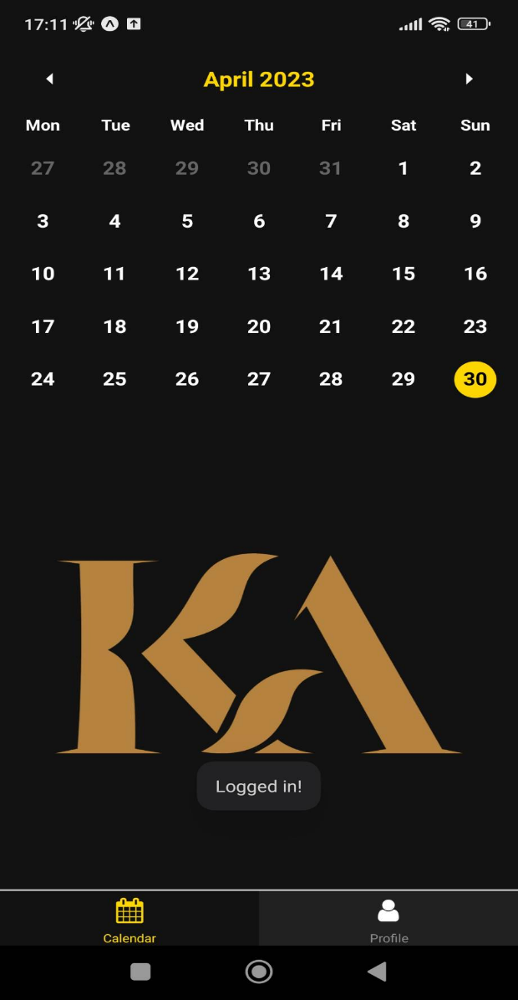 17:11 41
April 2023
Mon Tue Wed Thu Fri Sat Sun
27 28 29 30 31 1 2
3 4 5 6 7 8 9
10 11 12 13 14 15 16
17 18 19 20 21 22 23
24 25 26 27 28 29 30
KA
Logged in!
Calendar Profile